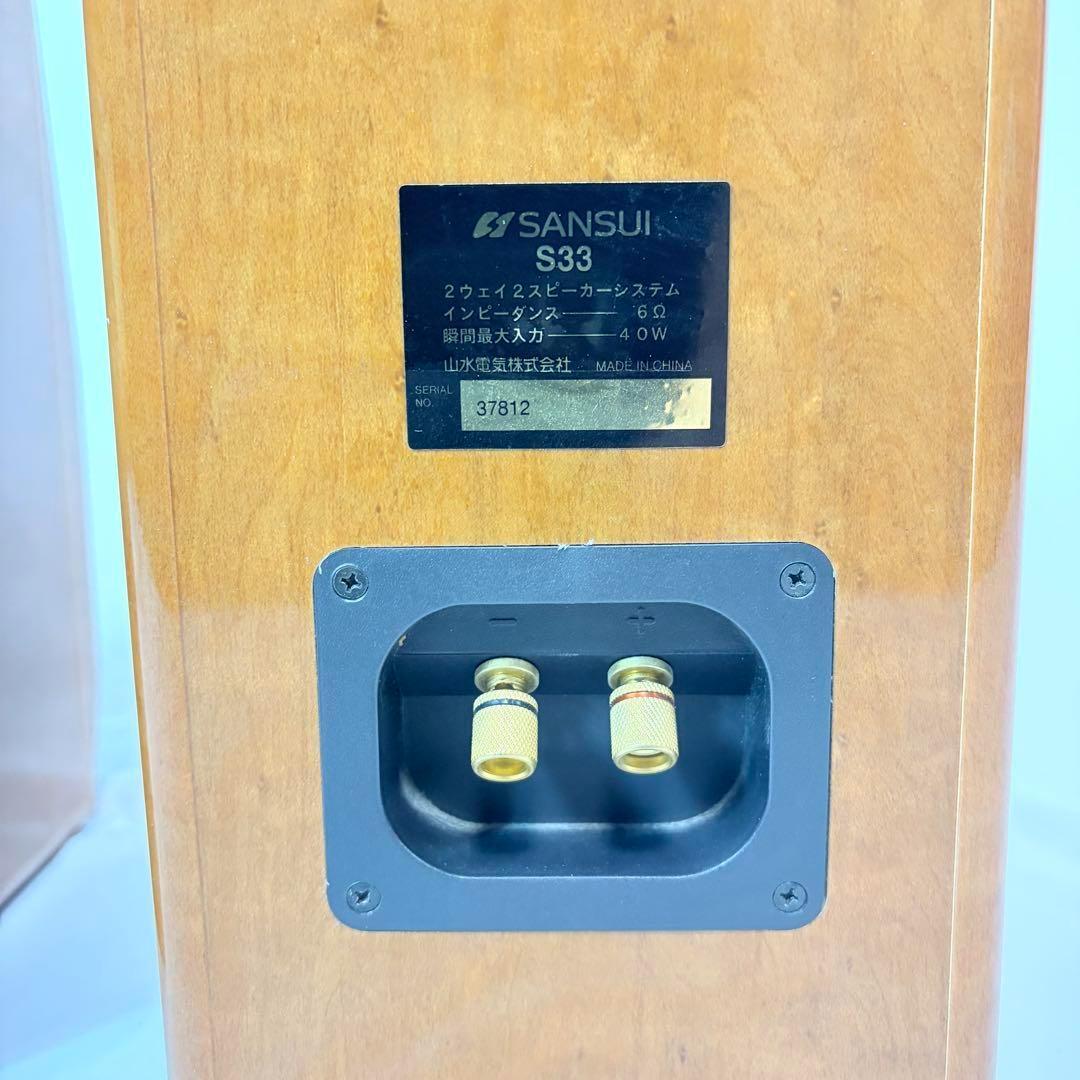 SANSUI
S33
2ウェイ2スピーカーシステム
インピーダンス―― 6Ω
瞬間最大入力――40W
山水電気株式会社 MADE IN CHINA
SERIAL NO. 37812
− +